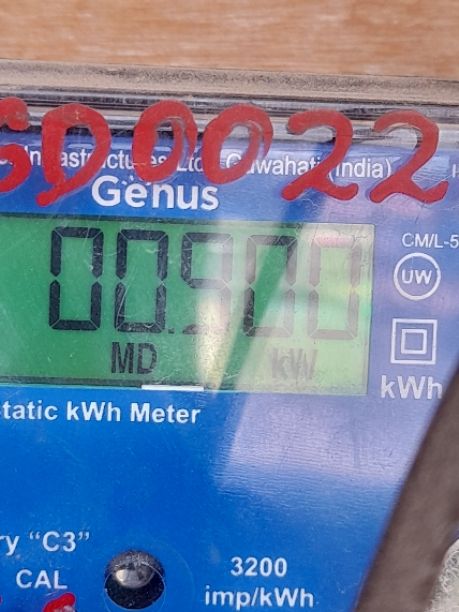 GD0022
Infrastructures Ltd. Guwahati (India)
Genus
CM/L-5
UW
00.900
MD kW
kWh
tatic kWh Meter
ry "C3"
CAL
3200
imp/kWh